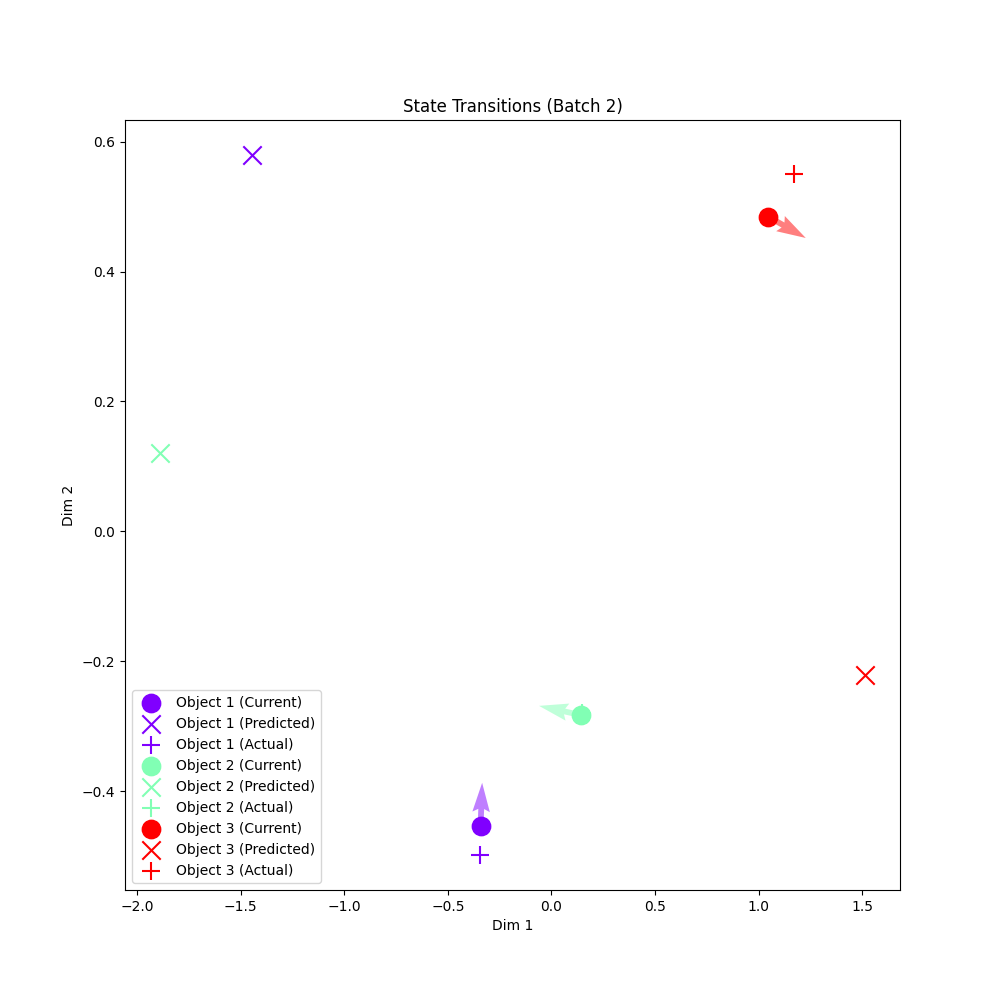 State Transitions (Batch 2)
0.6
0.4
0.2
0.0
−0.2
−0.4
Dim 2
Object 1 (Current)
Object 1 (Predicted)
Object 1 (Actual)
Object 2 (Current)
Object 2 (Predicted)
Object 2 (Actual)
Object 3 (Current)
Object 3 (Predicted)
Object 3 (Actual)
−2.0 −1.5 −1.0 −0.5 0.0 0.5 1.0 1.5
Dim 1